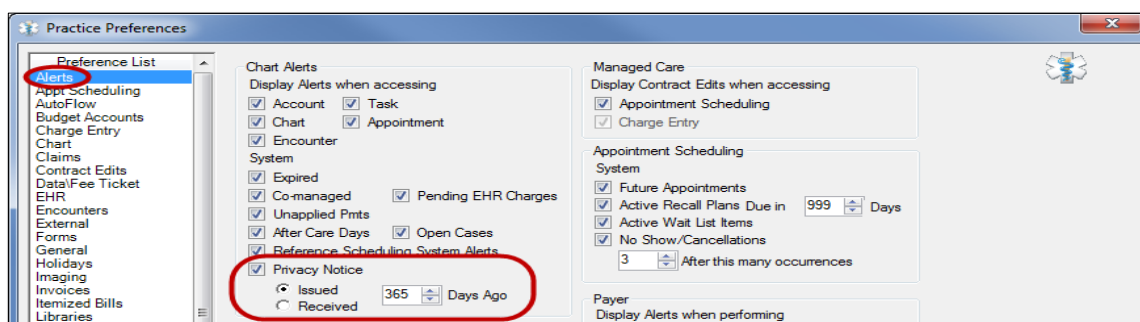 Practice Preferences
Preference List
Alerts
Appt Scheduling
AutoFlow
Budget Accounts
Charge Entry
Chart
Claims
Contract Edits
Data\Fee Ticket
EHR
Encounters
External
Forms
General
Holidays
Imaging
Invoices
Itemized Bills
Libraries
Chart Alerts
Display Alerts when accessing
Account Task
Chart Appointment
Encounter
System
Expired
Co-managed Pending EHR Charges
Unapplied Pmts
After Care Days Open Cases
Reference Scheduling System Alerts
Privacy Notice
Issued 365 Days Ago
Received
Managed Care
Display Contract Edits when accessing
Appointment Scheduling
Charge Entry
Appointment Scheduling
System
Future Appointments
Active Recall Plans Due in 999 Days
Active Wait List Items
No Show/Cancellations
3 After this many occurrences
Payer
Display Alerts when performing